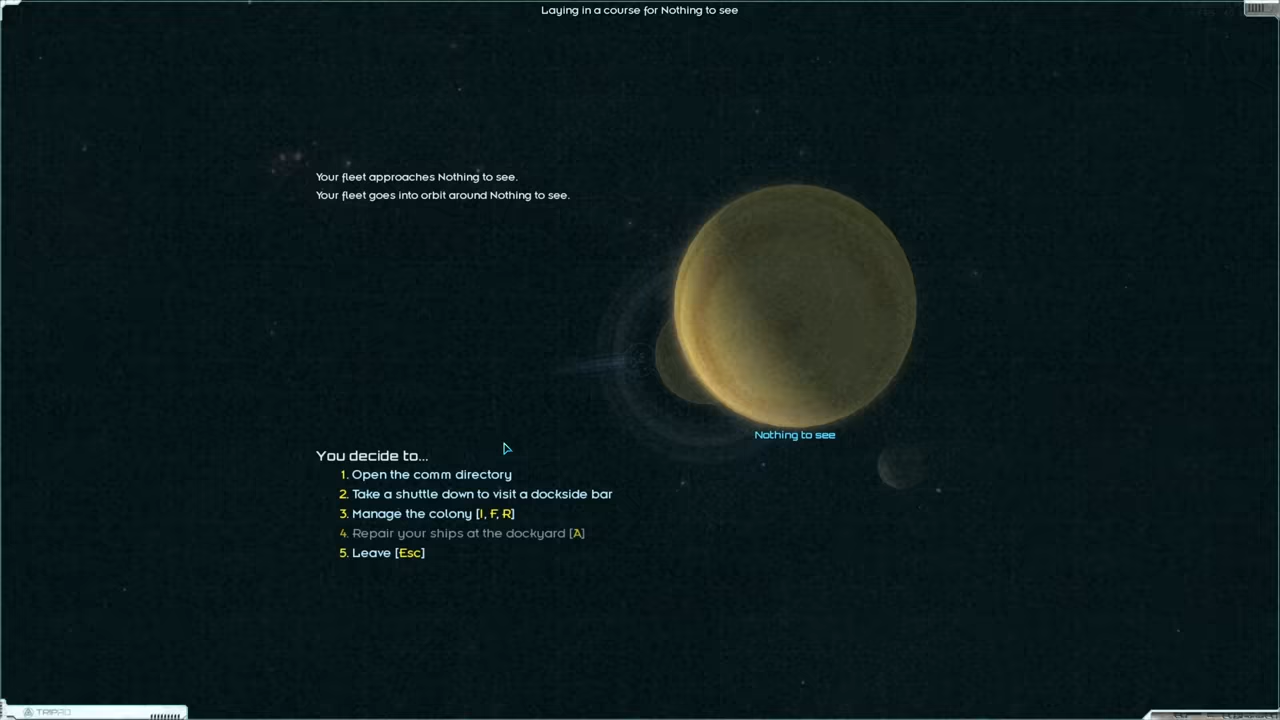 Laying in a course for Nothing to see
Your fleet approaches Nothing to see.
Your fleet goes into orbit around Nothing to see.
Nothing to see
You decide to...
1. Open the comm directory
2. Take a shuttle down to visit a dockside bar
3. Manage the colony [I, F, R]
4. Repair your ships at the dockyard [A]
5. Leave [Esc]